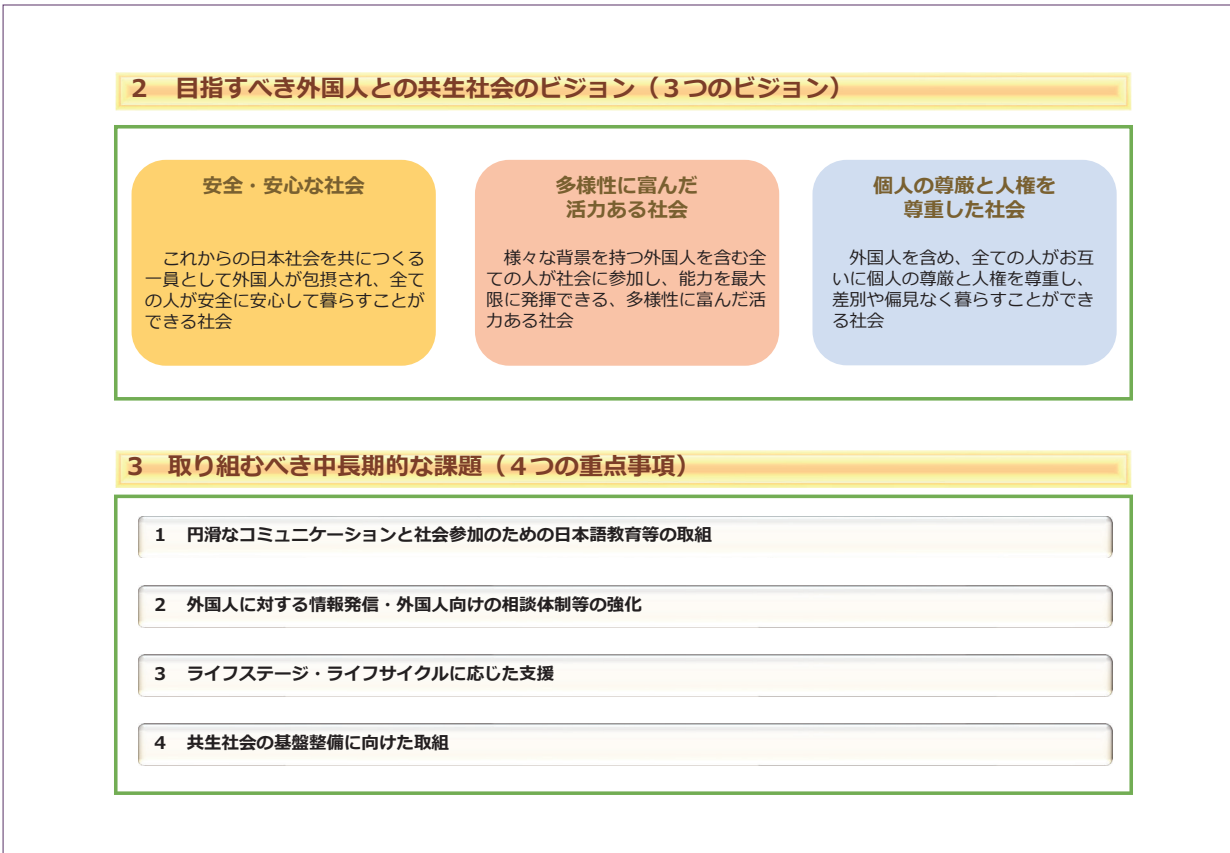 2　目指すべき外国人との共生社会のビジョン（３つのビジョン）
安全・安心な社会
これからの日本社会を共につくる
一員として外国人が包摂され、全て
の人が安全に安心して暮らすことが
できる社会
多様性に富んだ
活力ある社会
様々な背景を持つ外国人を含む全
ての人が社会に参加し、能力を最大
限に発揮できる、多様性に富んだ活
力ある社会
個人の尊厳と人権を
尊重した社会
外国人を含め、全ての人がお互
いに個人の尊厳と人権を尊重し、
差別や偏見なく暮らすことができ
る社会
3　取り組むべき中長期的な課題（４つの重点事項）
1　円滑なコミュニケーションと社会参加のための日本語教育等の取組
2　外国人に対する情報発信・外国人向けの相談体制等の強化
3　ライフステージ・ライフサイクルに応じた支援
4　共生社会の基盤整備に向けた取組